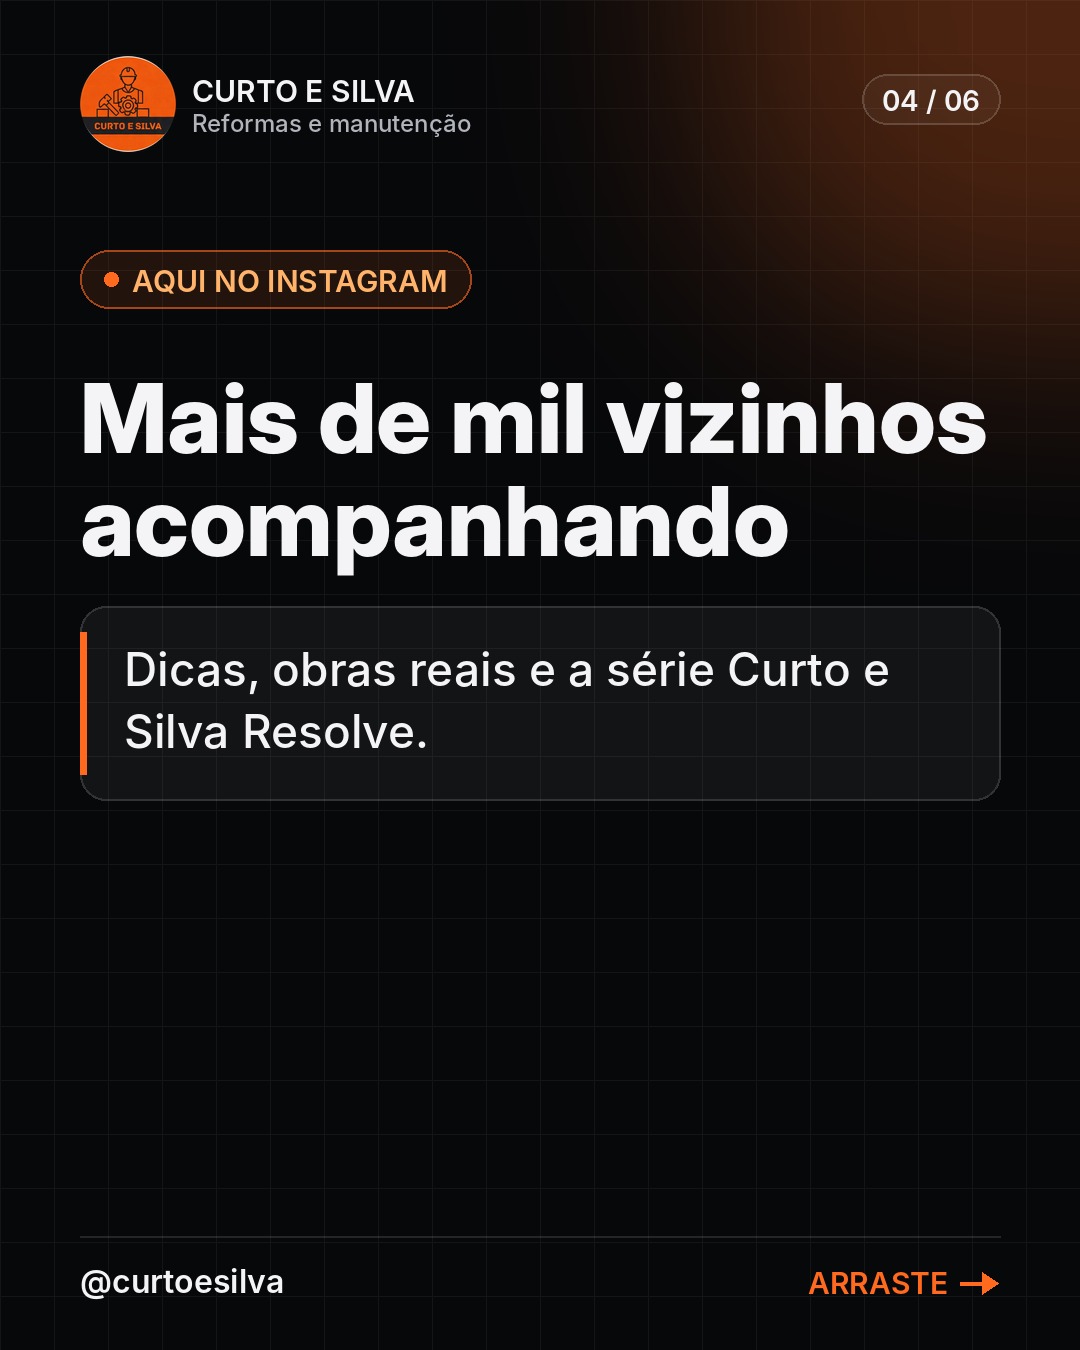 CURTO E SILVA
CURTO E SILVA
Reformas e manutenção
04 / 06
AQUI NO INSTAGRAM
Mais de mil vizinhos
acompanhando
Dicas, obras reais e a série Curto e
Silva Resolve.
@curtoesilva
ARRASTE